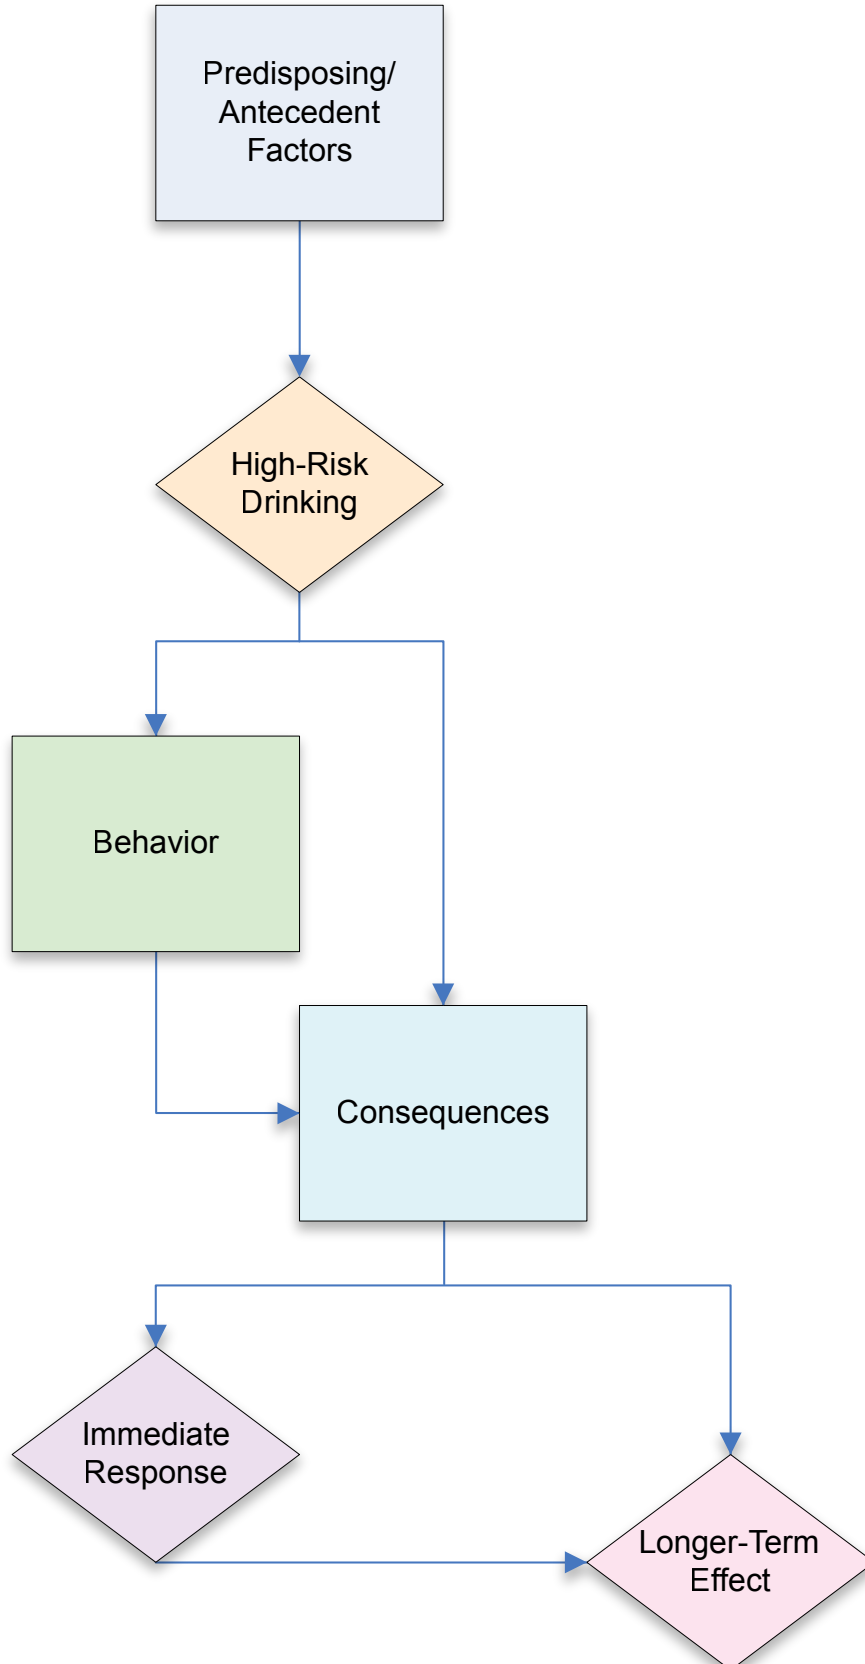 Predisposing/
Antecedent
Factors
High-Risk
Drinking
Behavior
Consequences
Immediate
Response
Longer-Term
Effect